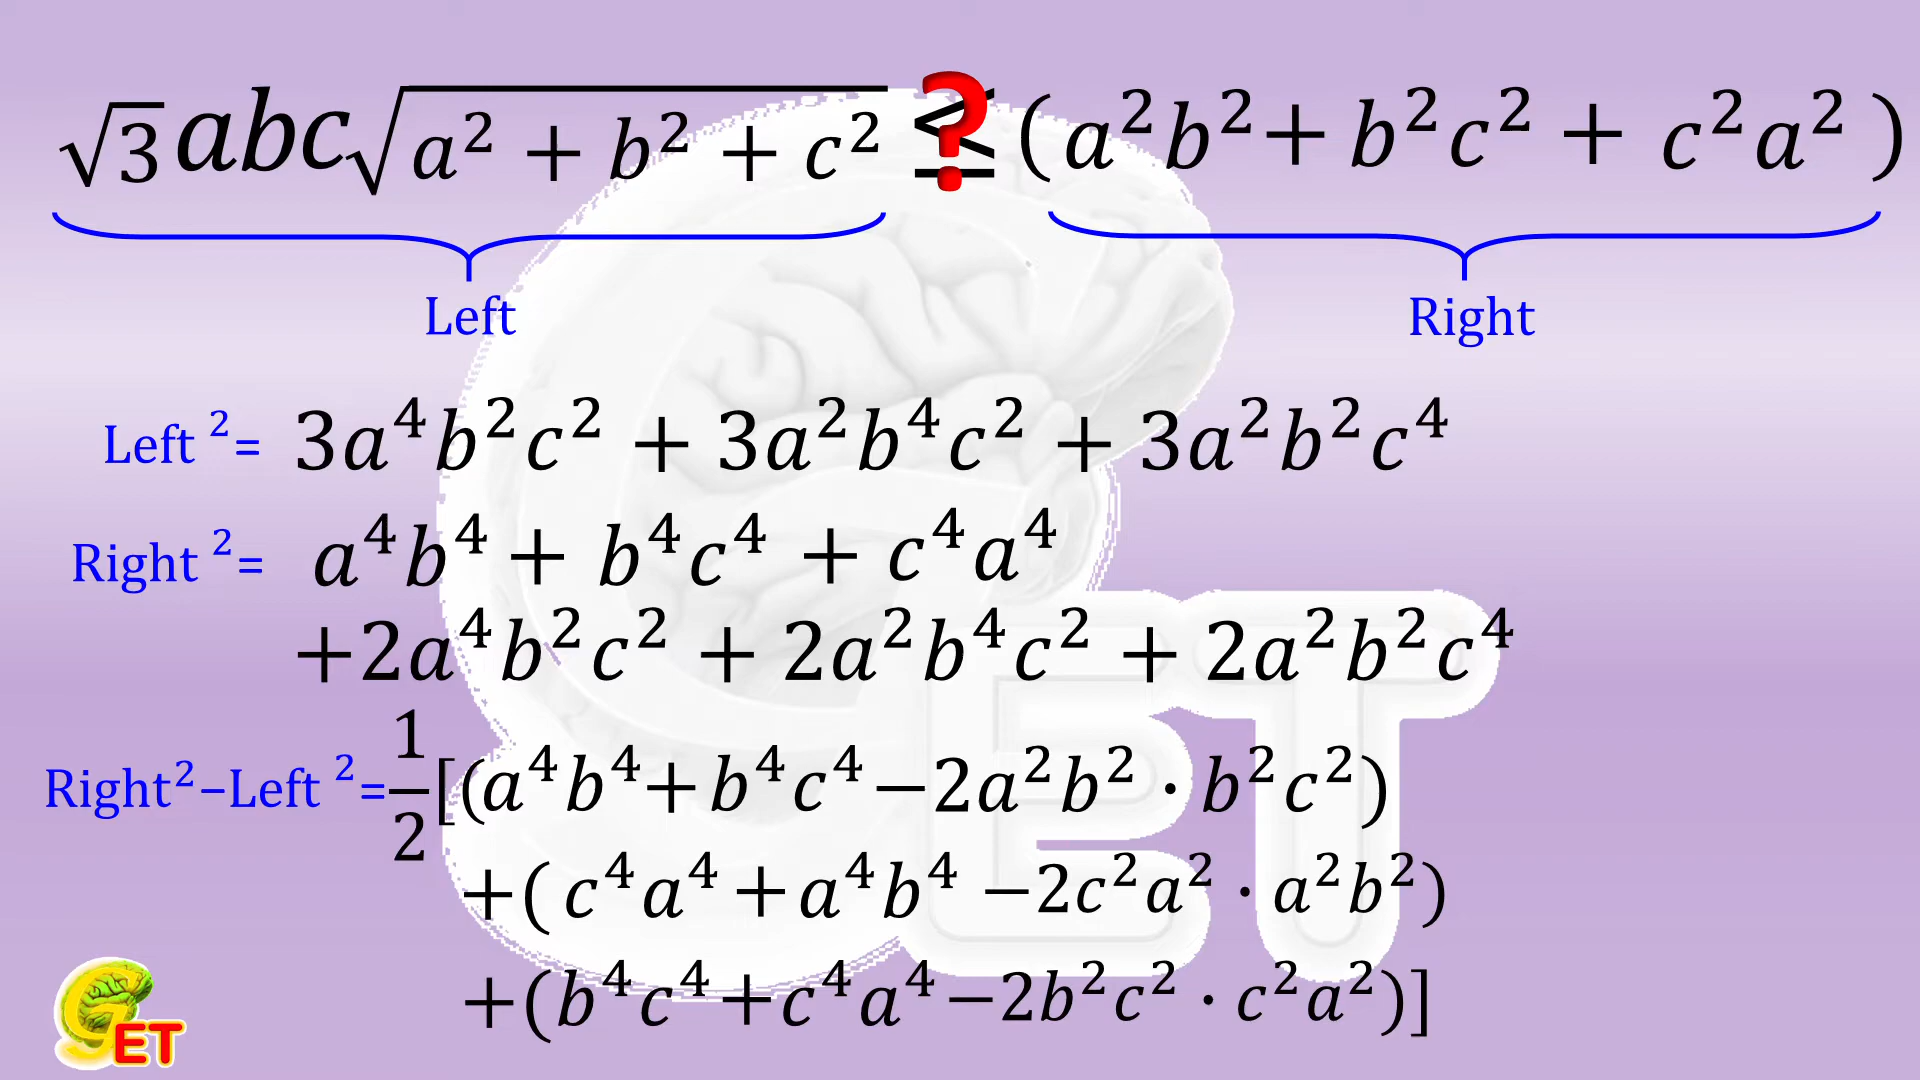 √3 abc√(a² + b² + c²) ≤ ? (a²b² + b²c² + c²a²)
Left Right
Left ²= 3a⁴b²c² + 3a²b⁴c² + 3a²b²c⁴
Right ²= a⁴b⁴ + b⁴c⁴ + c⁴a⁴
+2a⁴b²c² + 2a²b⁴c² + 2a²b²c⁴
Right²−Left ²=1/2[(a⁴b⁴+b⁴c⁴−2a²b² · b²c²)
+(c⁴a⁴+a⁴b⁴−2c²a² · a²b²)
+(b⁴c⁴+c⁴a⁴−2b²c² · c²a²)]
GET
GET